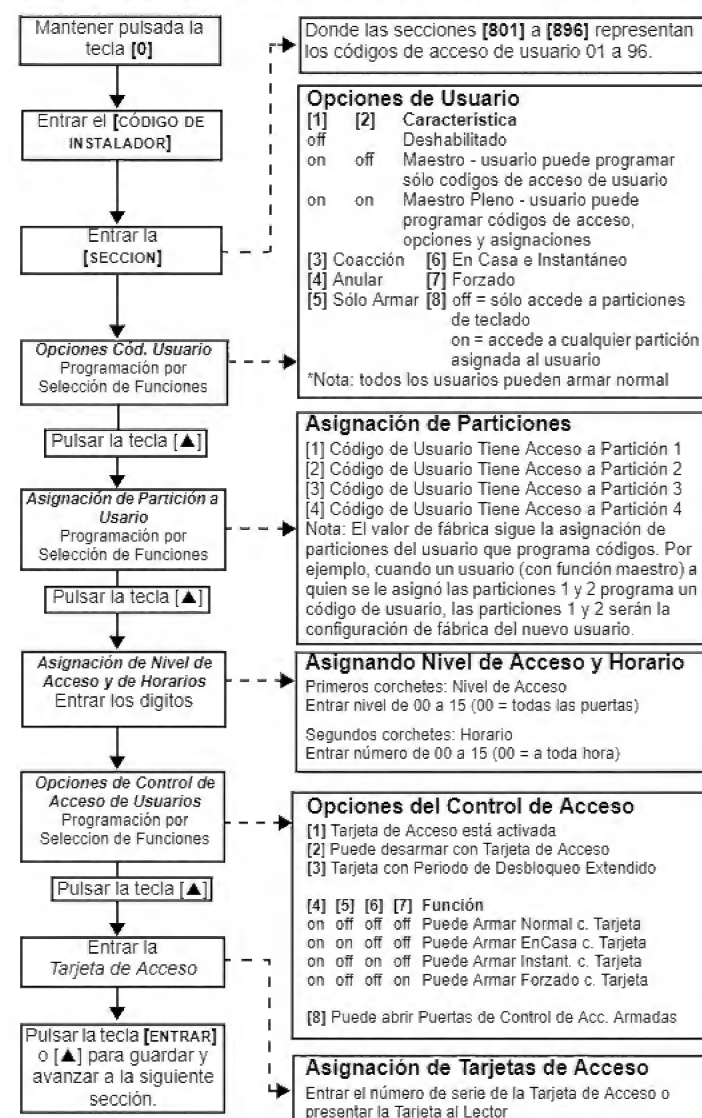 Mantener pulsada la
tecla [0]
Entrar el [CÓDIGO DE
INSTALADOR]
Entrar la
[SECCION]
Opciones Cód. Usuario
Programación por
Selección de Funciones
Pulsar la tecla [▲]
Asignación de Partición a
Usario
Programación por
Selección de Funciones
Pulsar la tecla [▲]
Asignación de Nivel de
Acceso y de Horarios
Entrar los digitos
Opciones de Control de
Acceso de Usuarios
Programación por
Seleccion de Funciones
Pulsar la tecla [▲]
Entrar la
Tarjeta de Acceso
Pulsar la tecla [ENTRAR]
o [▲] para guardar y
avanzar a la siguiente
sección.
Donde las secciones [801] a [896] representan
los códigos de acceso de usuario 01 a 96.
Opciones de Usuario
[1] [2] Característica
off Deshabilitado
on off Maestro - usuario puede programar
sólo codigos de acceso de usuario
on on Maestro Pleno - usuario puede
programar códigos de acceso,
opciones y asignaciones
[3] Coacción [6] En Casa e Instantáneo
[4] Anular [7] Forzado
[5] Sólo Armar [8] off = sólo accede a particiones
de teclado
on = accede a cualquier partición
asignada al usuario
*Nota: todos los usuarios pueden armar normal
Asignación de Particiones
[1] Código de Usuario Tiene Acceso a Partición 1
[2] Código de Usuario Tiene Acceso a Partición 2
[3] Código de Usuario Tiene Acceso a Partición 3
[4] Código de Usuario Tiene Acceso a Partición 4
Nota: El valor de fábrica sigue la asignación de
particiones del usuario que programa códigos. Por
ejemplo, cuando un usuario (con función maestro) a
quien se le asignó las particiones 1 y 2 programa un
código de usuario, las particiones 1 y 2 serán la
configuración de fábrica del nuevo usuario.
Asignando Nivel de Acceso y Horario
Primeros corchetes: Nivel de Acceso
Entrar nivel de 00 a 15 (00 = todas las puertas)
Segundos corchetes: Horario
Entrar número de 00 a 15 (00 = a toda hora)
Opciones del Control de Acceso
[1] Tarjeta de Acceso está activada
[2] Puede desarmar con Tarjeta de Acceso
[3] Tarjeta con Periodo de Desbloqueo Extendido
[4] [5] [6] [7] Función
on off off off Puede Armar Normal c. Tarjeta
on on off off Puede Armar EnCasa c. Tarjeta
on off on off Puede Armar Instant. c. Tarjeta
on off off on Puede Armar Forzado c. Tarjeta
[8] Puede abrir Puertas de Control de Acc. Armadas
Asignación de Tarjetas de Acceso
Entrar el número de serie de la Tarjeta de Acceso o
presentar la Tarjeta al Lector